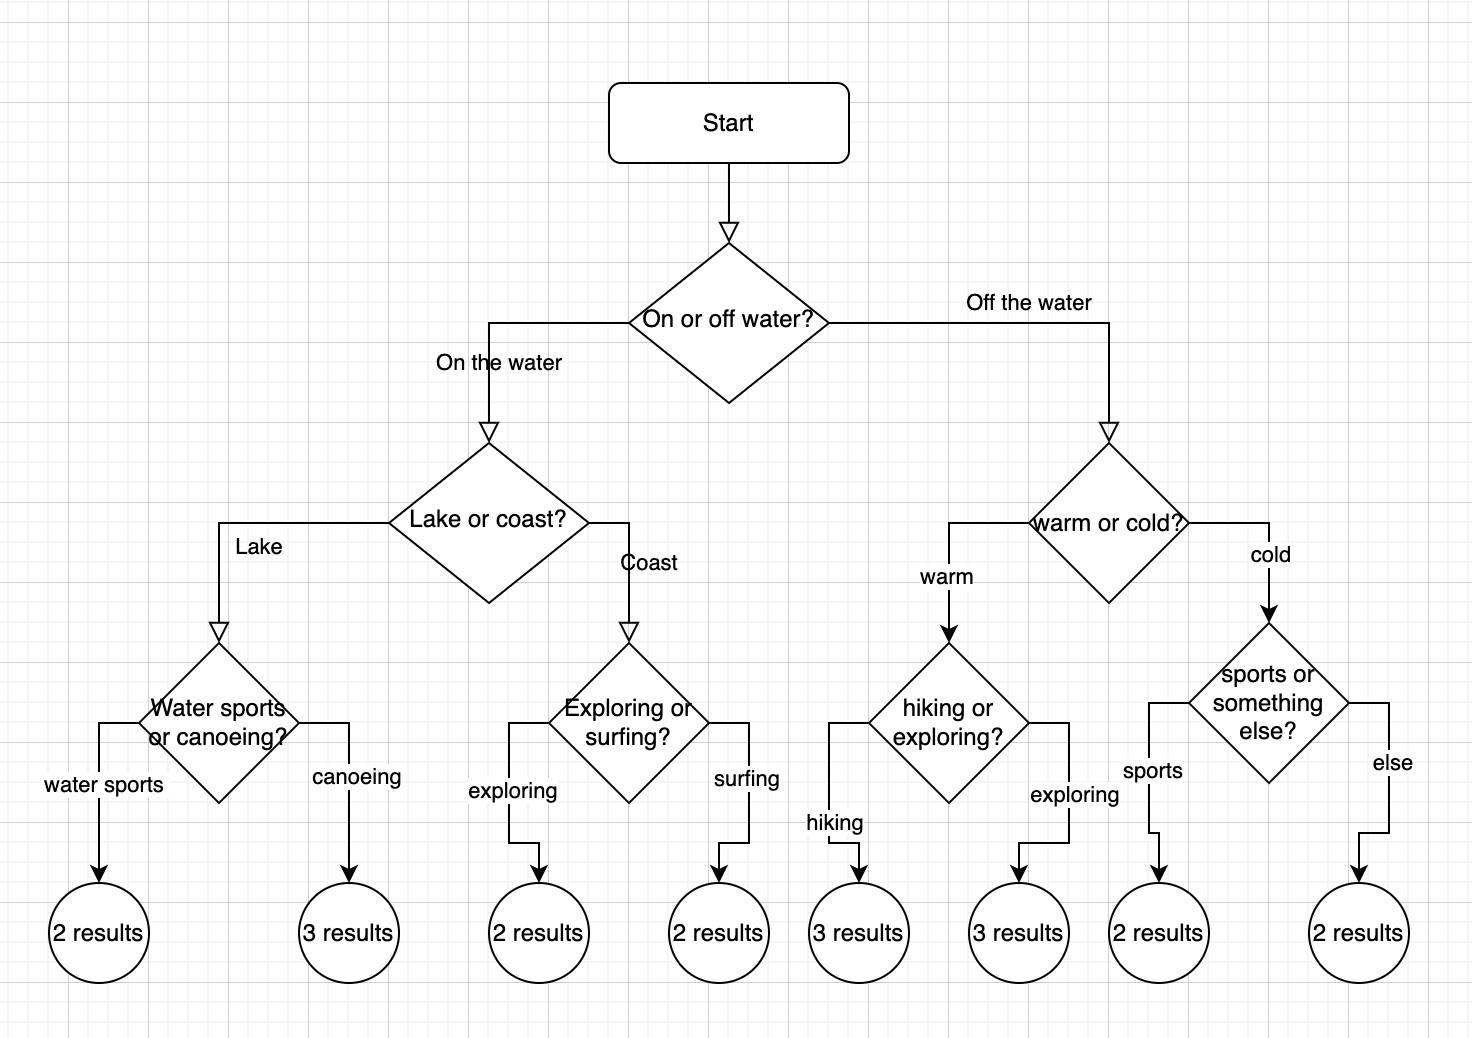 Start
On or off water?
Off the water
On the water
Lake or coast?
warm or cold?
Lake
Coast
warm
cold
Water sports
or canoeing?
Exploring or
surfing?
hiking or
exploring?
sports or
something
else?
water sports
canoeing
exploring
surfing
hiking
exploring
sports
else
2 results
3 results
2 results
2 results
3 results
3 results
2 results
2 results